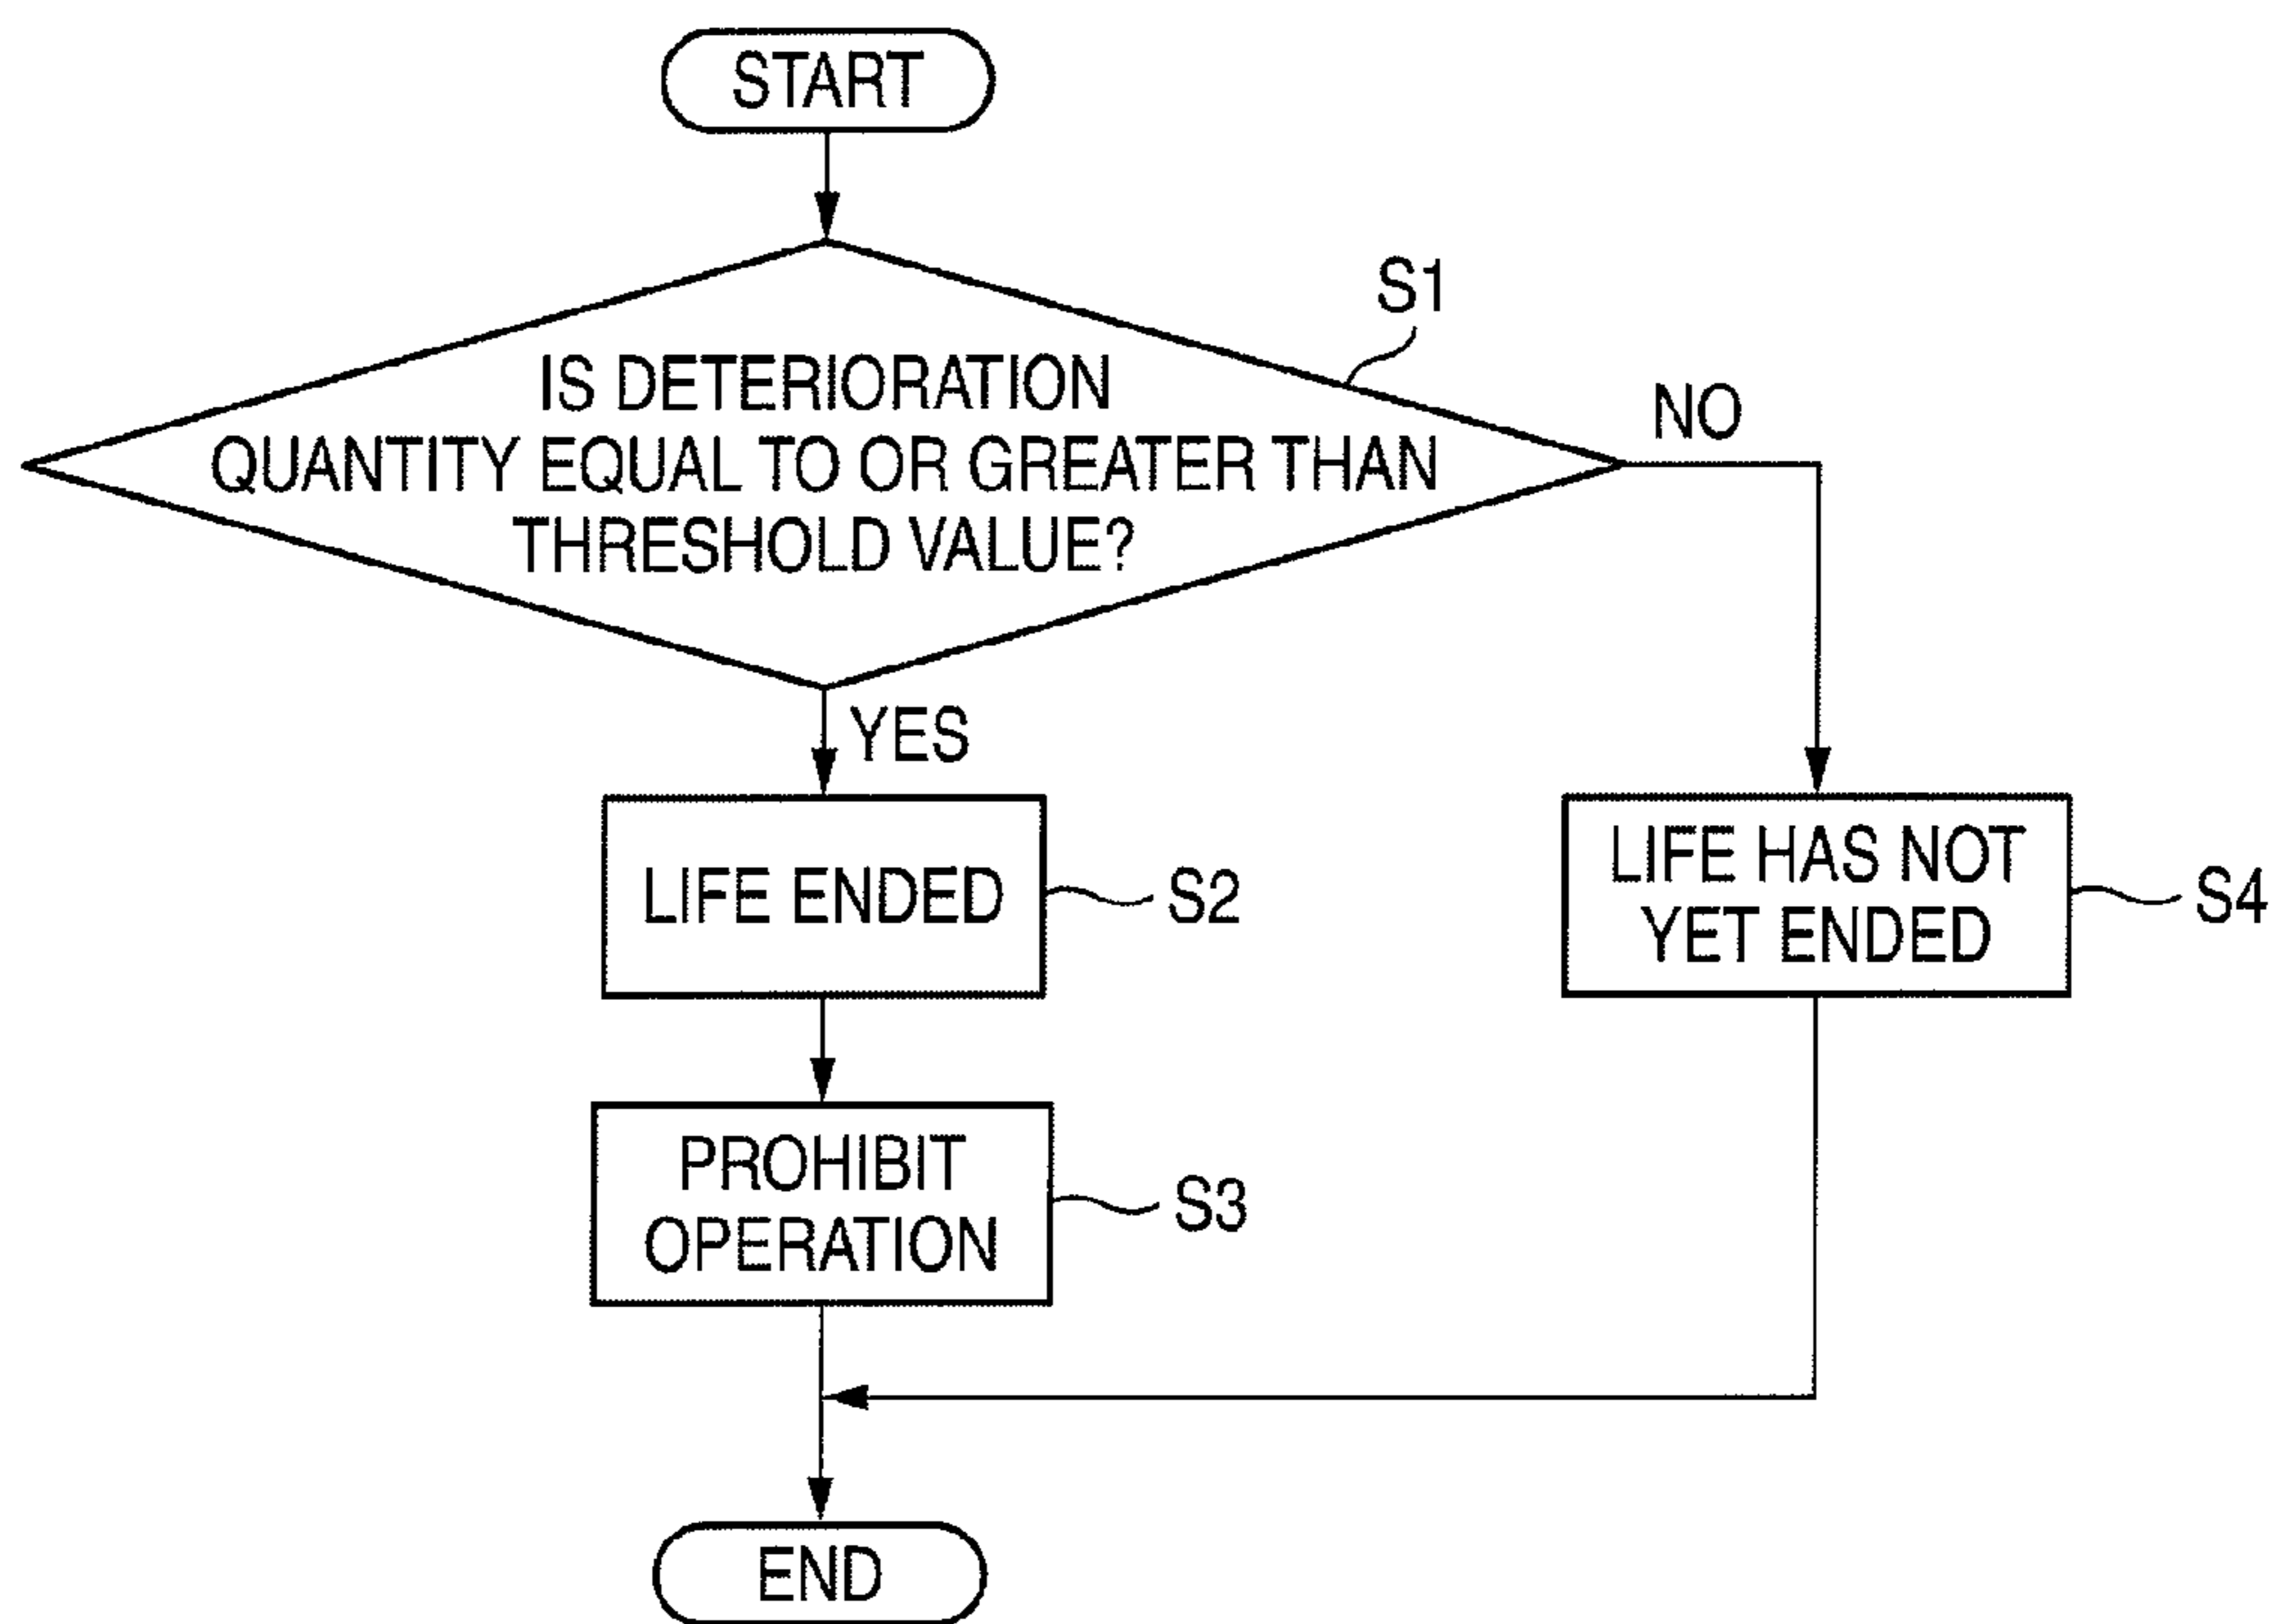 START
S1
IS DETERIORATION
QUANTITY EQUAL TO OR GREATER THAN
THRESHOLD VALUE?
NO
YES
LIFE ENDED
S2
LIFE HAS NOT
YET ENDED
S4
PROHIBIT
OPERATION
S3
END